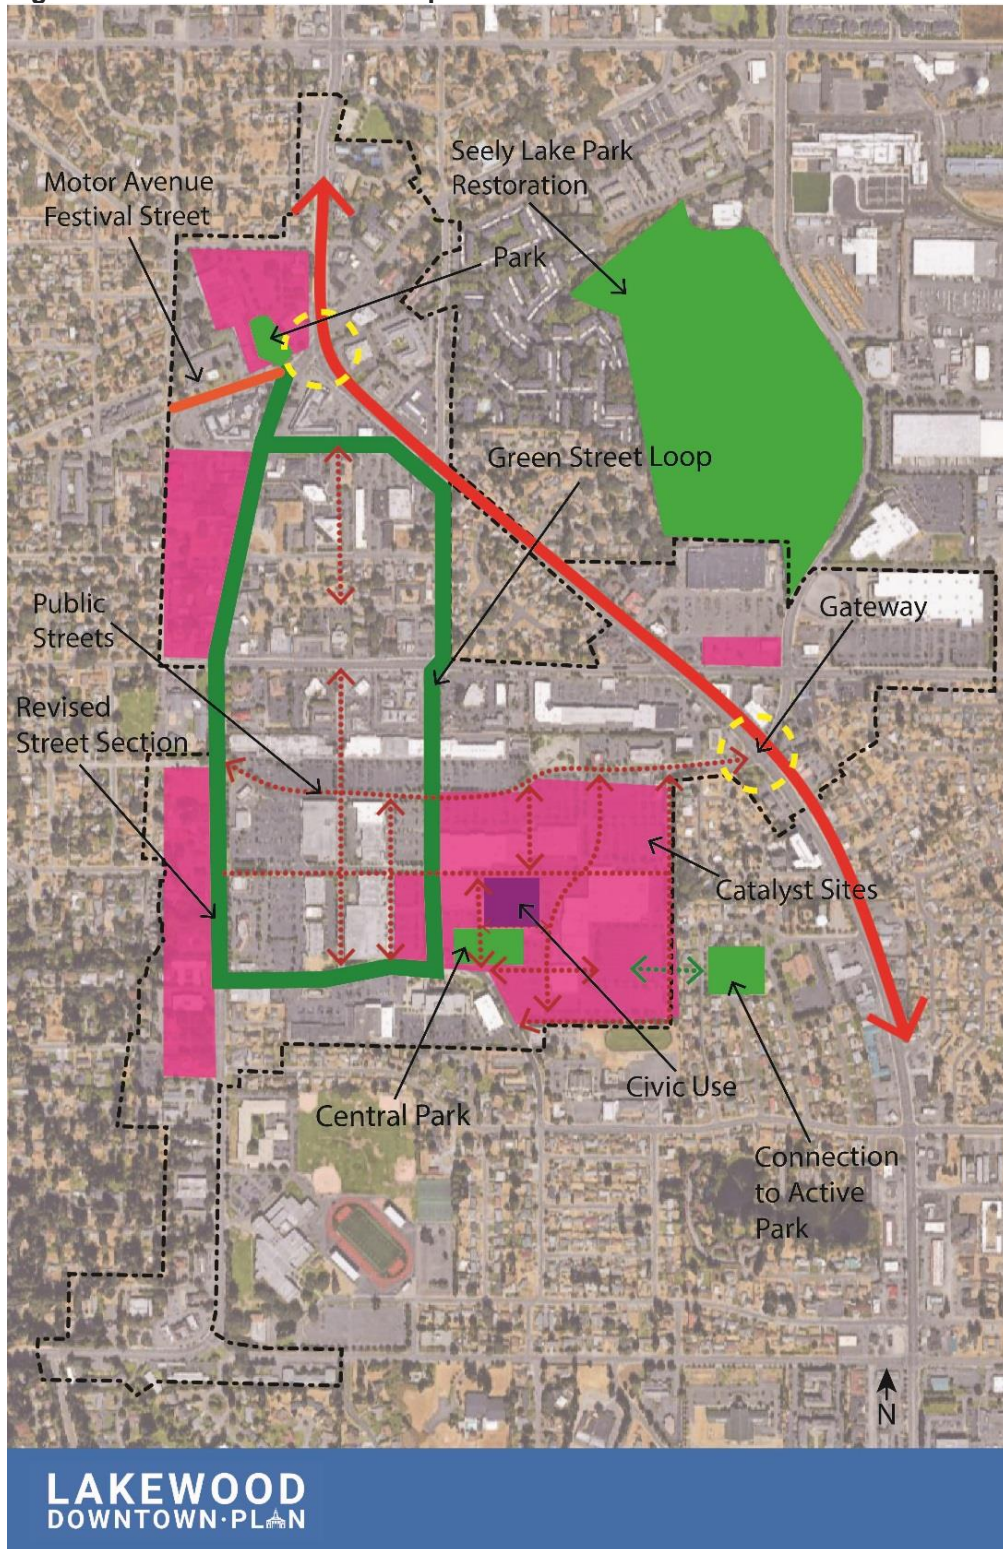 Seely Lake Park
Restoration
Motor Avenue
Festival Street
Park
Green Street Loop
Public
Streets
Gateway
Revised
Street Section
Catalyst Sites
Civic Use
Central Park
Connection
to Active
Park
N
LAKEWOOD
DOWNTOWN·PLAN